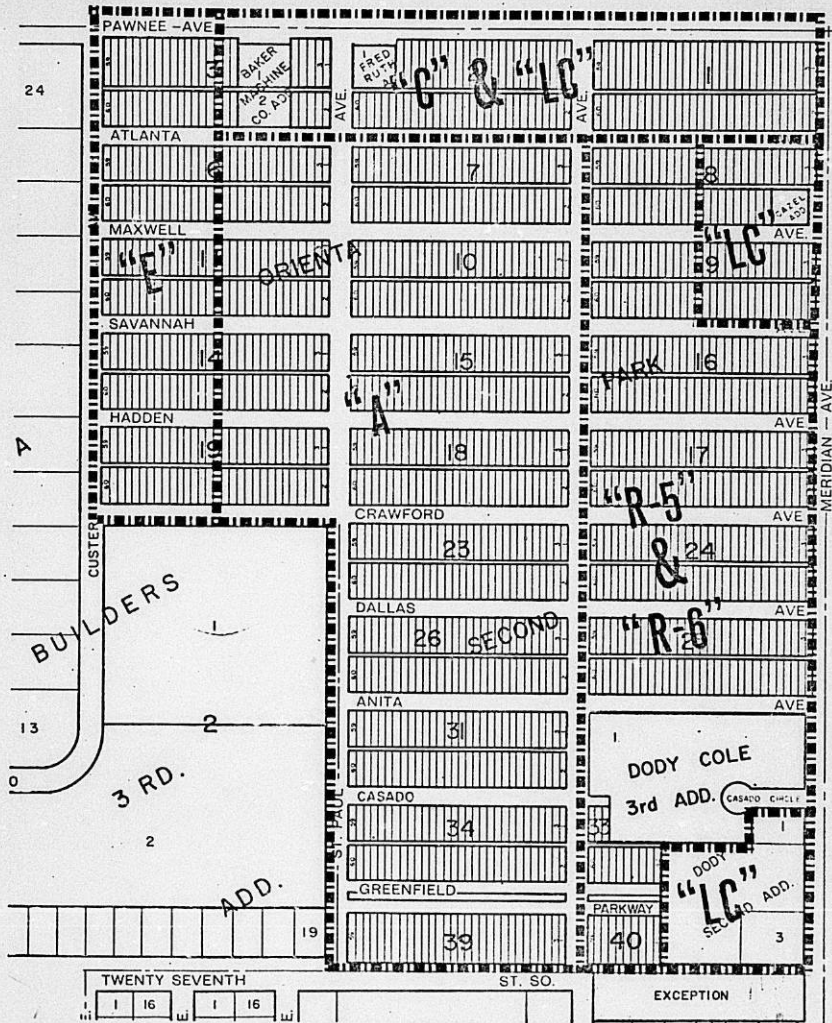 PAWNEE - AVE
24
3
BAKER
1
MACHINE
2
CO. ADD
AVE.
1
FRED
RUTH
"C" & "LC"
2
AVE.
1
ATLANTA
6
7
8
MAXWELL
AVE.
"E"
ORIENTA
10
9
"LC"
SAVANNAH
14
15
PARK
16
A
"A"
HADDEN
AVE
19
18
17
MERIDIAN - AVE.
"R-5"
CRAWFORD
AVE
23
&
24
CUSTER
BUILDERS
1
DALLAS
AVE
26
SECOND
"R-6"
ANITA
AVE
13
2
31
1
DODY COLE
3rd ADD.
CASADO CIRCLE
3 RD.
CASADO
ST. PAUL
34
33
1
2
DODY
"LC"
SECOND ADD.
ADD.
GREENFIELD
PARKWAY
19
39
40
3
TWENTY SEVENTH
ST. SO.
1
16
1
16
EXCEPTION